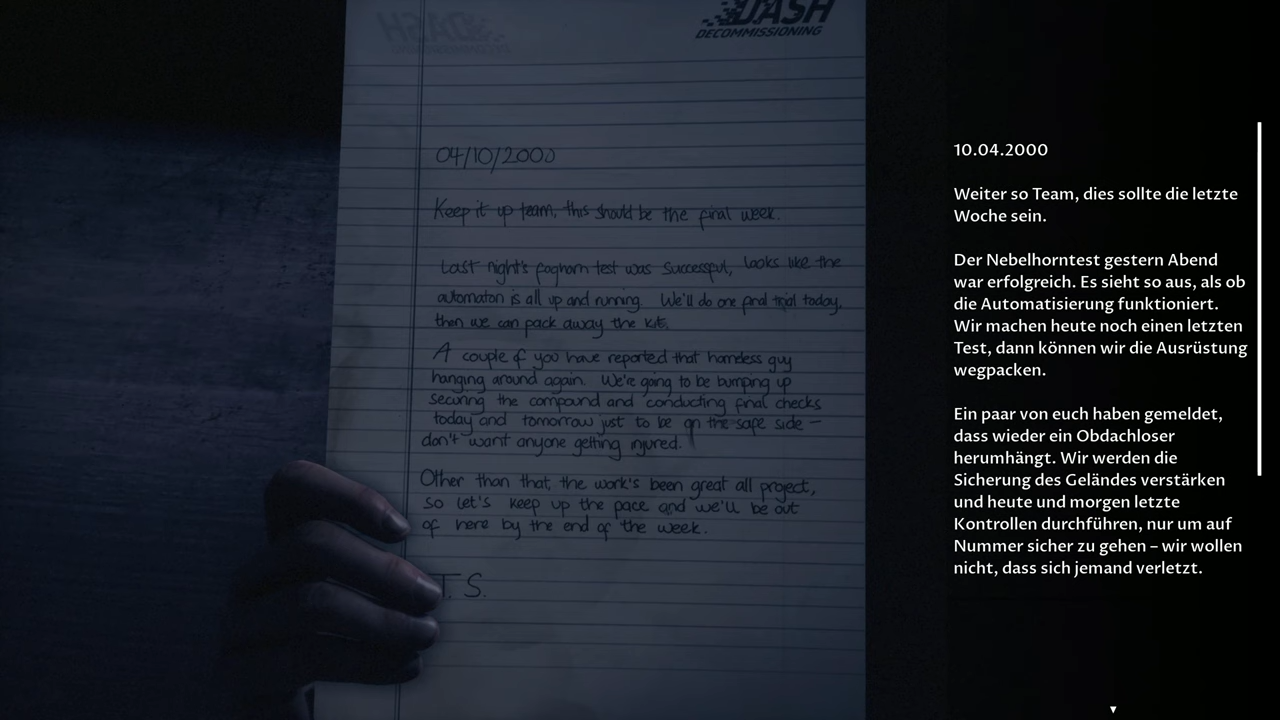 DASH
DECOMMISSIONING
04/10/2000
Keep it up team, this should be the final week.
Last night's foghorn test was successful, looks like the
automaton is all up and running. We'll do one final trial today,
then we can pack away the kit.
A couple of you have reported that homeless guy
hanging around again. We're going to be bumping up
securing the compound and conducting final checks
today and tomorrow just to be on the safe side –
don't want anyone getting injured.
Other than that, the work's been great all project,
so let's keep up the pace and we'll be out
of here by the end of the week.
T. S.
10.04.2000
Weiter so Team, dies sollte die letzte
Woche sein.
Der Nebelhorntest gestern Abend
war erfolgreich. Es sieht so aus, als ob
die Automatisierung funktioniert.
Wir machen heute noch einen letzten
Test, dann können wir die Ausrüstung
wegpacken.
Ein paar von euch haben gemeldet,
dass wieder ein Obdachloser
herumhängt. Wir werden die
Sicherung des Geländes verstärken
und heute und morgen letzte
Kontrollen durchführen, nur um auf
Nummer sicher zu gehen – wir wollen
nicht, dass sich jemand verletzt.